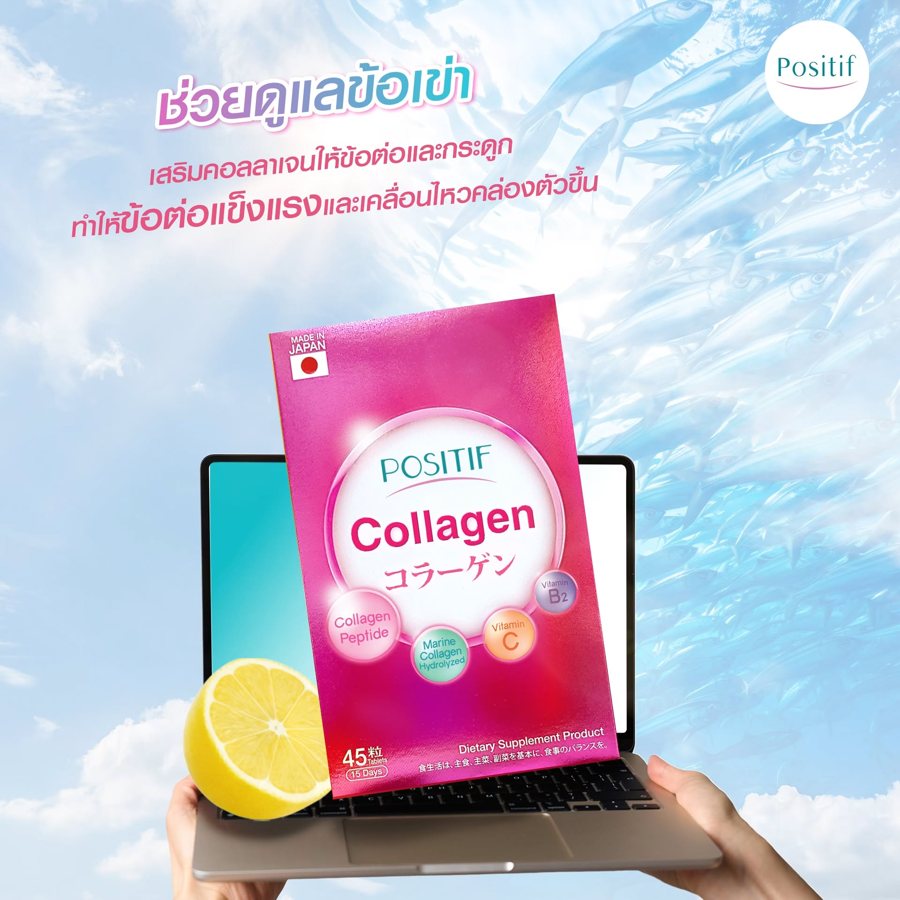 Positif
ช่วยดูแลข้อเข่า
เสริมคอลลาเจนให้ข้อต่อและกระดูก
ทำให้ข้อต่อแข็งแรงและเคลื่อนไหวคล่องตัวขึ้น
MADE IN
JAPAN
POSITIF
Collagen
コラーゲン
Vitamin
B2
Collagen
Peptide
Vitamin
C
Marine
Collagen
Hydrolyzed
45粒
Tablets
15 Days
Dietary Supplement Product
食生活は、主食、主菜、副菜を基本に、食事のバランスを。